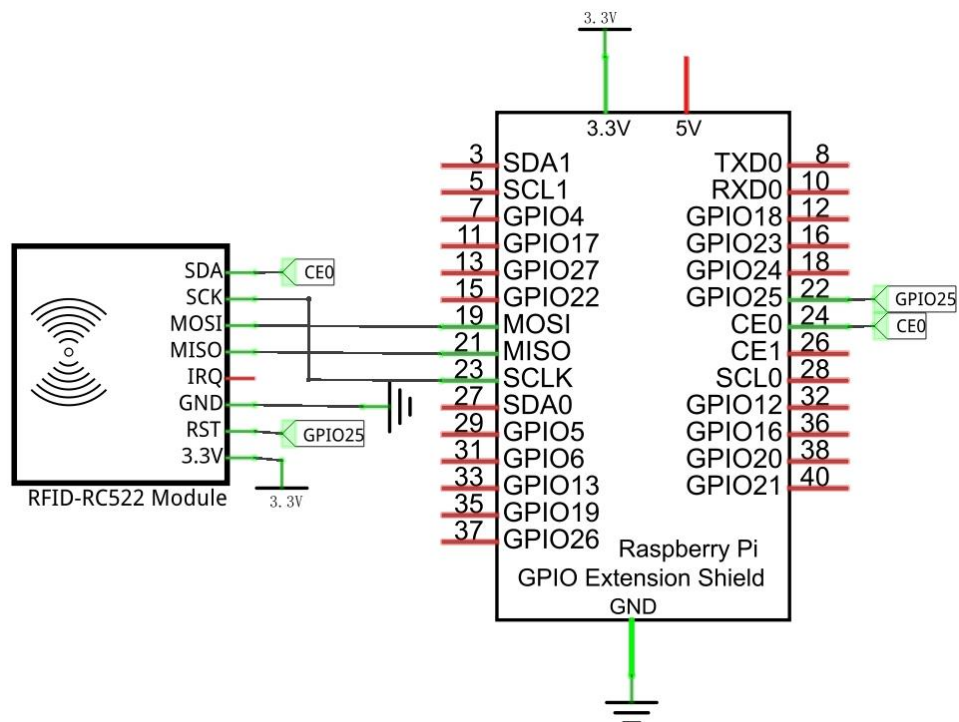 3.3V
3.3V 5V
3 SDA1 TXD0 8
5 SCL1 RXD0 10
7 GPIO4 GPIO18 12
11 GPIO17 GPIO23 16
13 GPIO27 GPIO24 18
15 GPIO22 GPIO25 22 GPIO25
19 MOSI CE0 24 CE0
21 MISO CE1 26
23 SCLK SCL0 28
27 SDA0 GPIO12 32
29 GPIO5 GPIO16 36
31 GPIO6 GPIO20 38
33 GPIO13 GPIO21 40
35 GPIO19
37 GPIO26
Raspberry Pi
GPIO Extension Shield
GND
SDA CE0
SCK
MOSI
MISO
IRQ
GND
RST GPIO25
3.3V
3.3V
RFID-RC522 Module